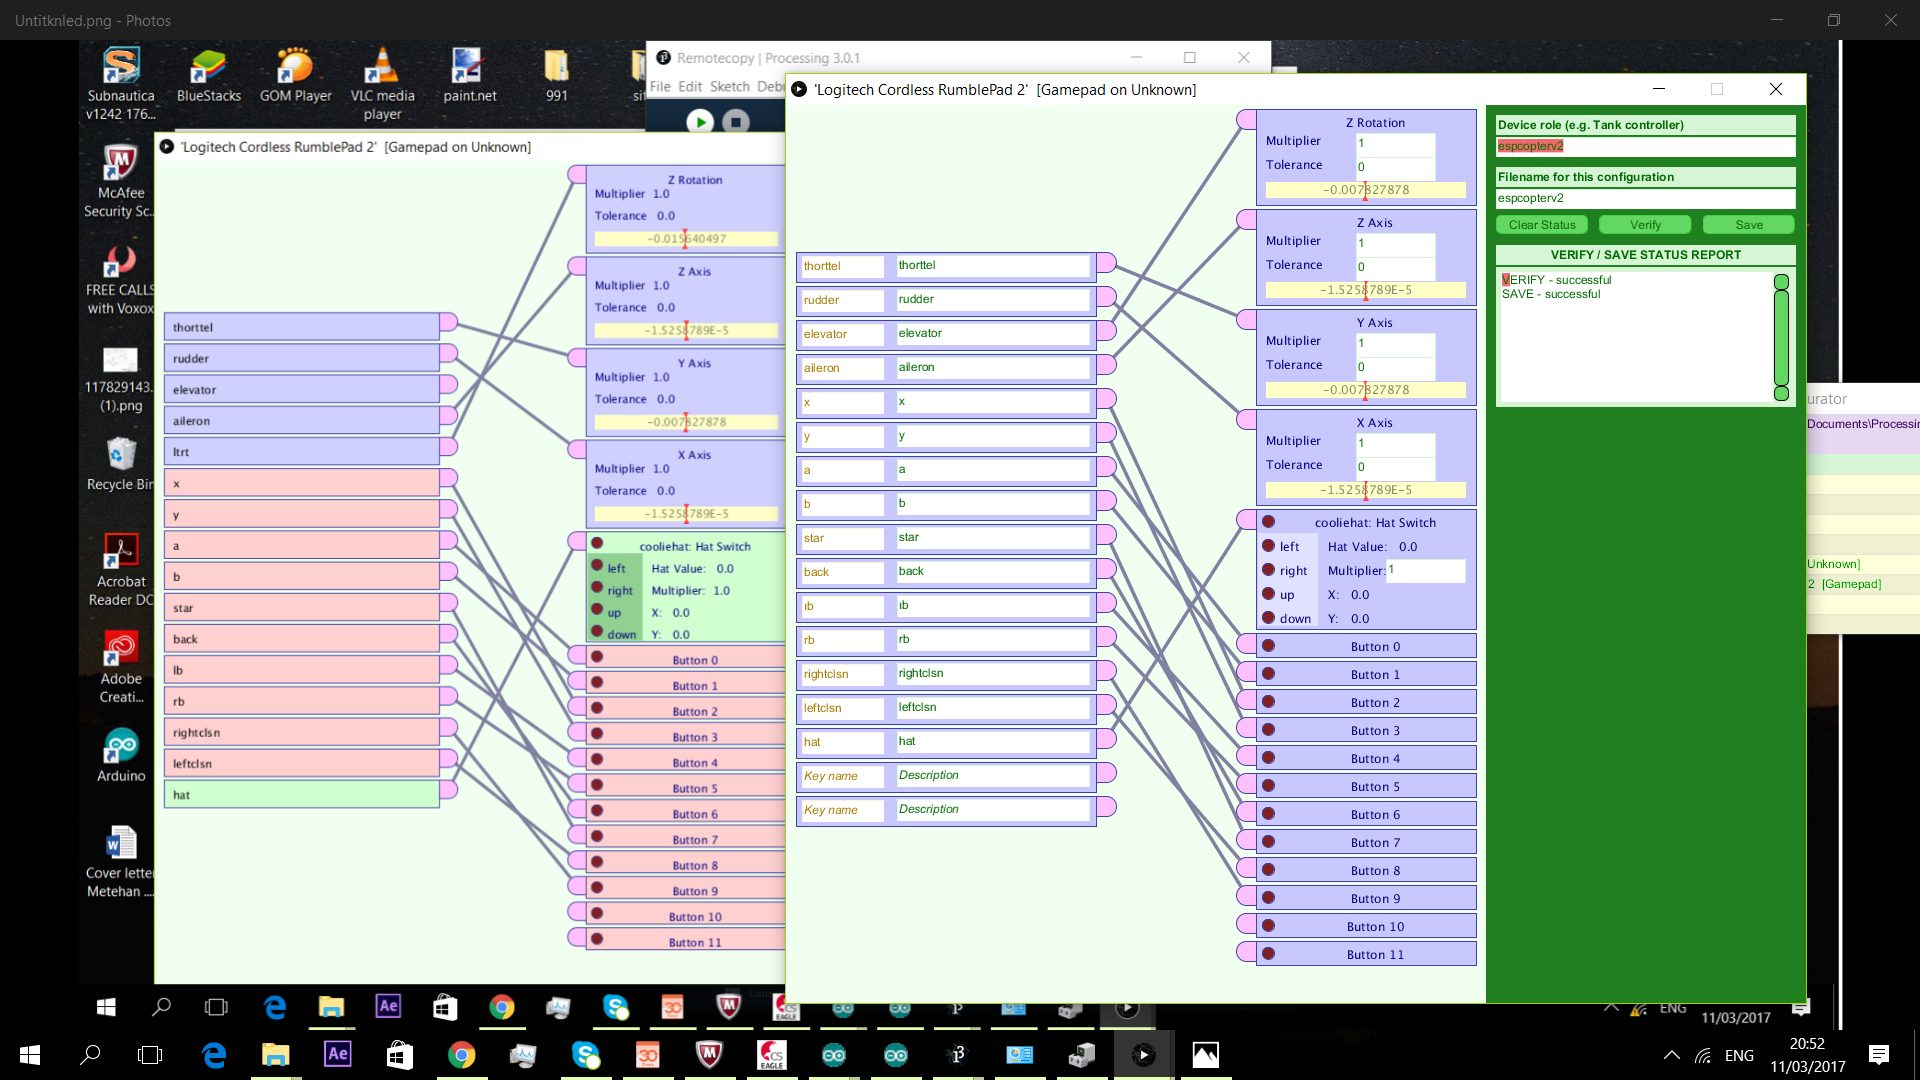 Untitknled.png - Photos
Subnautica
v1242 176...
BlueStacks
GOM Player
VLC media
player
paint.net
991
Remotecopy | Processing 3.0.1
File Edit Sketch
McAfee
Security Sc...
FREE CALLS
with Voxox
117829143.
(1).png
Recycle Bin
Acrobat
Reader DC
Adobe
Creati...
Arduino
Cover letter
Metehan ....
'Logitech Cordless RumblePad 2' [Gamepad on Unknown]
thorttel
rudder
elevator
aileron
ltrt
x
y
a
b
star
back
lb
rb
rightclsn
leftclsn
hat
Z Rotation
Multiplier 1.0
Tolerance 0.0
-0.015640497
Z Axis
Multiplier 1.0
Tolerance 0.0
-1.5258789E-5
Y Axis
Multiplier 1.0
Tolerance 0.0
-0.007827878
X Axis
Multiplier 1.0
Tolerance 0.0
-1.5258789E-5
cooliehat: Hat Switch
left Hat Value: 0.0
right Multiplier: 1.0
up X: 0.0
down Y: 0.0
Button 0
Button 1
Button 2
Button 3
Button 4
Button 5
Button 6
Button 7
Button 8
Button 9
Button 10
Button 11
'Logitech Cordless RumblePad 2' [Gamepad on Unknown]
thorttel thorttel
rudder rudder
elevator elevator
aileron aileron
x x
y y
a a
b b
star star
back back
ıb ıb
rb rb
rightclsn rightclsn
leftclsn leftclsn
hat hat
Key name Description
Key name Description
Z Rotation
Multiplier 1
Tolerance 0
-0.007827878
Z Axis
Multiplier 1
Tolerance 0
-1.5258789E-5
Y Axis
Multiplier 1
Tolerance 0
-0.007827878
X Axis
Multiplier 1
Tolerance 0
-1.5258789E-5
cooliehat: Hat Switch
left Hat Value: 0.0
right Multiplier: 1
up X: 0.0
down Y: 0.0
Button 0
Button 1
Button 2
Button 3
Button 4
Button 5
Button 6
Button 7
Button 8
Button 9
Button 10
Button 11
Device role (e.g. Tank controller)
espcopterv2
Filename for this configuration
espcopterv2
Clear Status Verify Save
VERIFY / SAVE STATUS REPORT
VERIFY - successful
SAVE - successful
urator
Documents\Processin
Unknown]
2 [Gamepad]
ENG
11/03/2017
ENG
20:52
11/03/2017